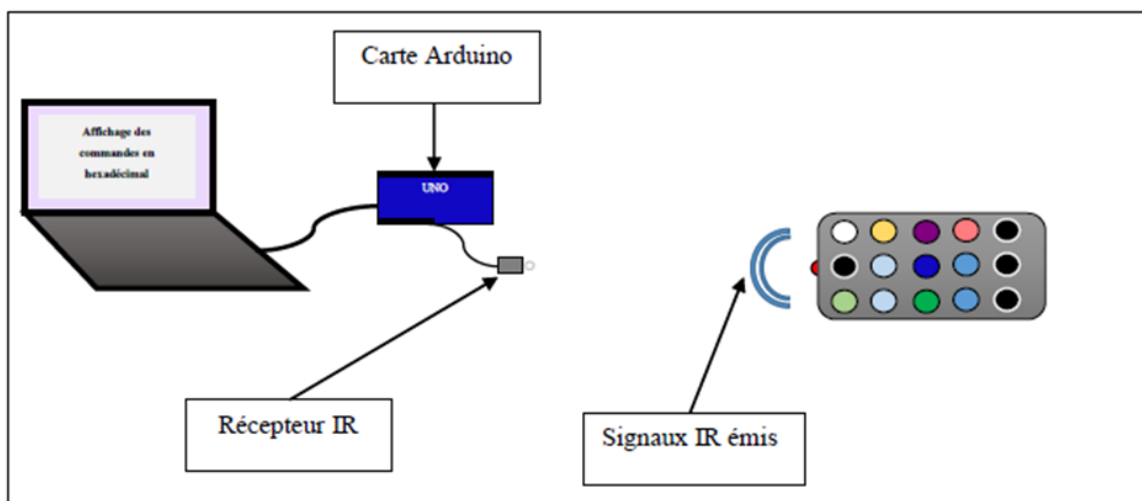 Carte Arduino
Affichage des
commandes en
hexadécimal
UNO
Récepteur IR
Signaux IR émis